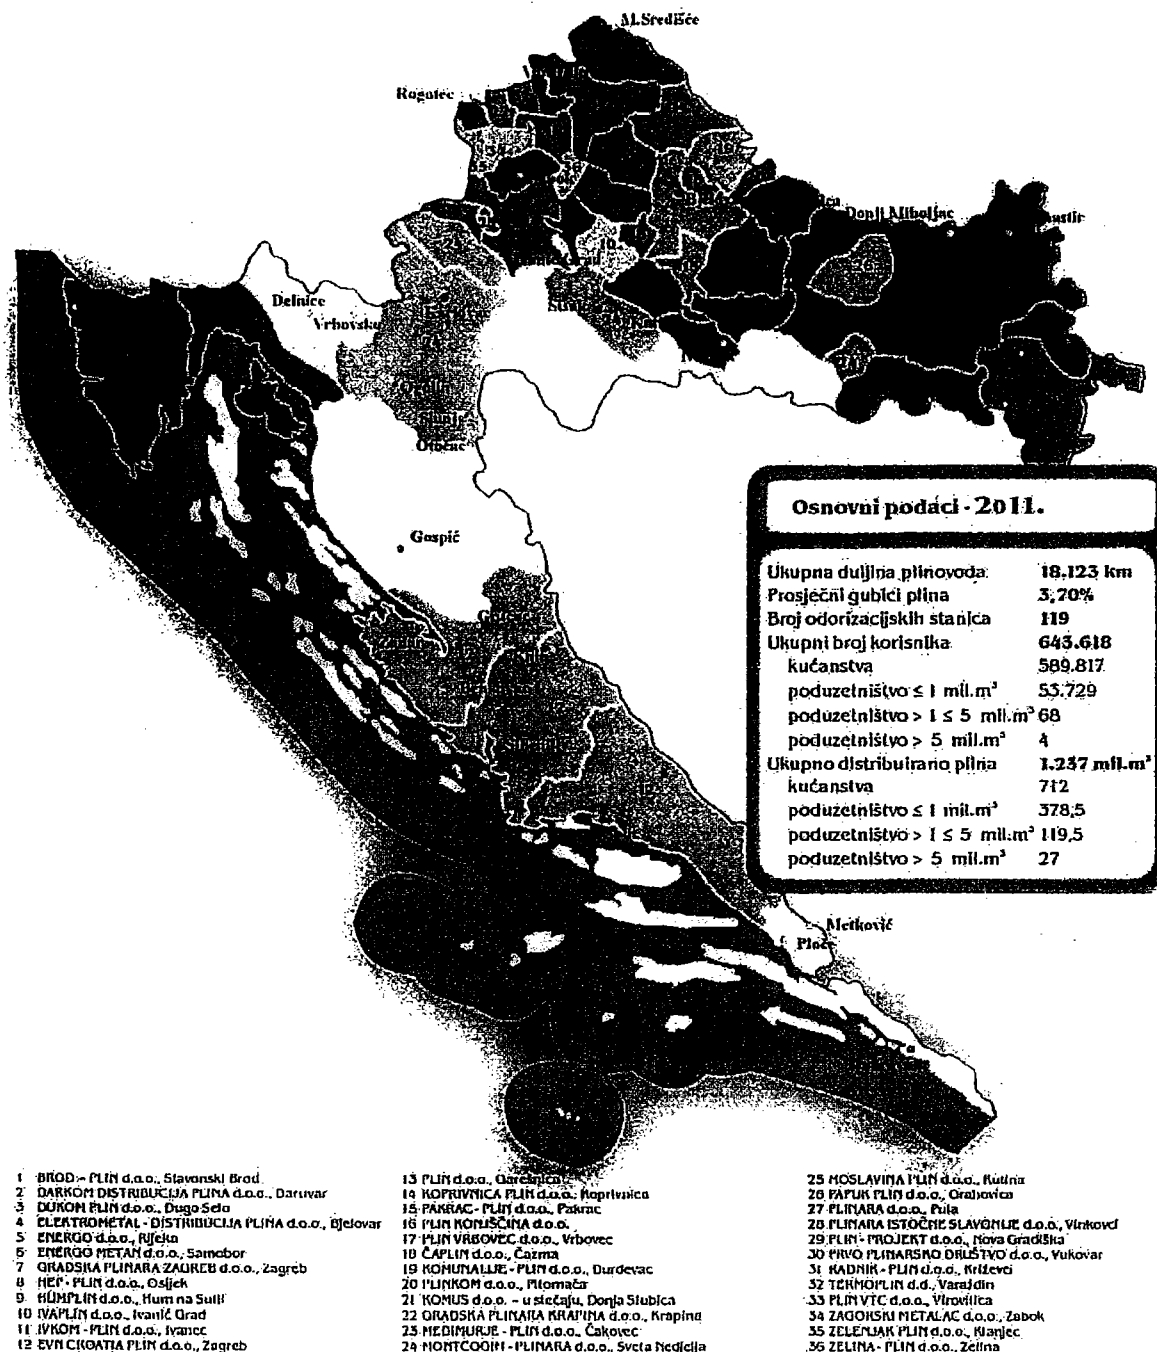 M.Središče
Rogatec
Donji Miholjac
Delnice
Vrbovsko
Otočac
Gospić
Osnovni podaci - 2011.
Ukupna duljina plinovoda 18.123 km
Prosječni gubici plina 3,70%
Broj odorizacijskih stanica 119
Ukupni broj korisnika 643.618
kućanstva 589.817
poduzetništvo ≤ 1 mil.m³ 53.729
poduzetništvo > 1 ≤ 5 mil.m³ 68
poduzetništvo > 5 mil.m³ 4
Ukupno distribuirano plina 1.237 mil.m³
kućanstva 712
poduzetništvo ≤ 1 mil.m³ 378,5
poduzetništvo > 1 ≤ 5 mil.m³ 119,5
poduzetništvo > 5 mil.m³ 27
Metković
Ploče
1 BROD - PLIN d.o.o., Slavonski Brod
2 DARKOM DISTRIBUCIJA PLINA d.o.o., Daruvar
3 DUKOM PLIN d.o.o., Dugo Selo
4 ELEKTROMETAL - DISTRIBUCIJA PLINA d.o.o., Bjelovar
5 ENERGO d.o.o., Rijeka
6 ENERGO METAN d.o.o., Samobor
7 GRADSKA PLINARA ZAGREB d.o.o., Zagreb
8 HEP - PLIN d.o.o., Osijek
9 HUMPLIN d.o.o., Hum na Sutli
10 IVAPLIN d.o.o., Ivanić Grad
11 IVKOM - PLIN d.o.o., Ivanec
12 EVN CROATIA PLIN d.o.o., Zagreb
13 PLIN d.o.o., Garešnica
14 KOPRIVNICA PLIN d.o.o., Koprivnica
15 PAKRAC - PLIN d.o.o., Pakrac
16 PLIN KONJŠČINA d.o.o.
17 PLIN VRBOVEC d.o.o., Vrbovec
18 ČAPLIN d.o.o., Čazma
19 KOMUNALIJE - PLIN d.o.o., Đurđevac
20 PLINKOM d.o.o., Pitomača
21 KOMUS d.o.o. - u stečaju, Donja Stubica
22 GRADSKA PLINARA KRAPINA d.o.o., Krapina
23 MEĐIMURJE - PLIN d.o.o., Čakovec
24 MONTCOGIM - PLINARA d.o.o., Sveta Nedjelja
25 MOSLAVINA PLIN d.o.o., Kutina
26 PAPUK PLIN d.o.o., Orahovica
27 PLINARA d.o.o., Pula
28 PLINARA ISTOČNE SLAVONIJE d.o.o., Vinkovci
29 PLIN - PROJEKT d.o.o., Nova Gradiška
30 PRVO PLINARSKO DRUŠTVO d.o.o., Vukovar
31 RADNIK - PLIN d.o.o., Križevci
32 TERMOPLIN d.d., Varaždin
33 PLIN VTC d.o.o., Virovitica
34 ZAGORSKI METALAC d.o.o., Zabok
35 ZELENJAK PLIN d.o.o., Klanjec
36 ZELINA - PLIN d.o.o., Zelina